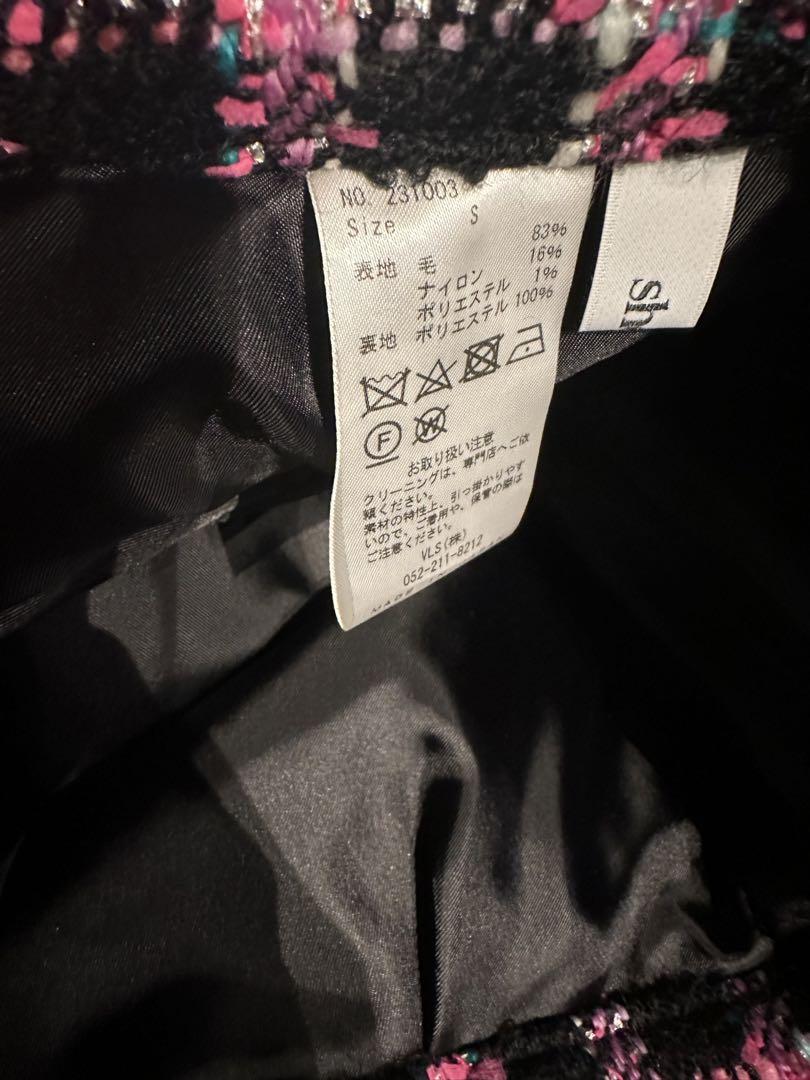 NO. 231003
Size S
表地 毛 83%
ナイロン 16%
ポリエステル 1%
裏地 ポリエステル 100%
F
W
お取り扱い注意
クリーニングは、専門店へご依
頼ください。
素材の特性上、引っ掛かりやす
いので、ご着用や、保管の際は
ご注意ください。
VLS(株)
052-211-8212
MADE IN